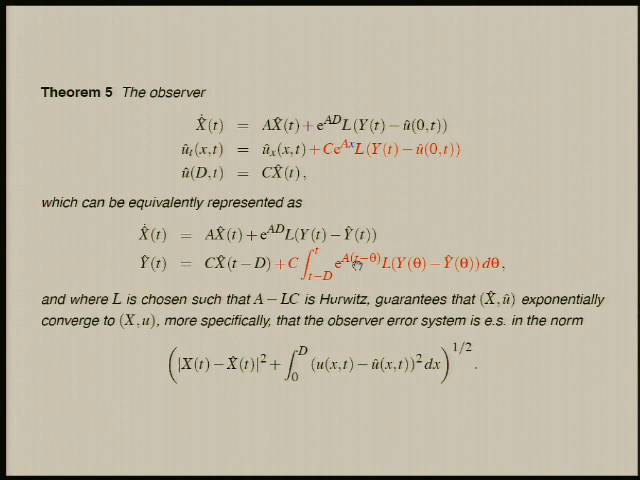 Theorem 5 The observer
Ẋ̂(t) = AX̂(t) + e^{AD}L(Y(t) − û(0,t))
û_t(x,t) = û_x(x,t) + Ce^{Ax}L(Y(t) − û(0,t))
û(D,t) = CX̂(t),
which can be equivalently represented as
Ẋ̂(t) = AX̂(t) + e^{AD}L(Y(t) − Ŷ(t))
Ŷ(t) = CX̂(t − D) + C∫_{t−D}^{t} e^{A(t−θ)}L(Y(θ) − Ŷ(θ)) dθ,
and where L is chosen such that A − LC is Hurwitz, guarantees that (X̂, û) exponentially
converge to (X, u), more specifically, that the observer error system is e.s. in the norm
(|X(t) − X̂(t)|² + ∫_0^D (u(x,t) − û(x,t))² dx)^{1/2}.